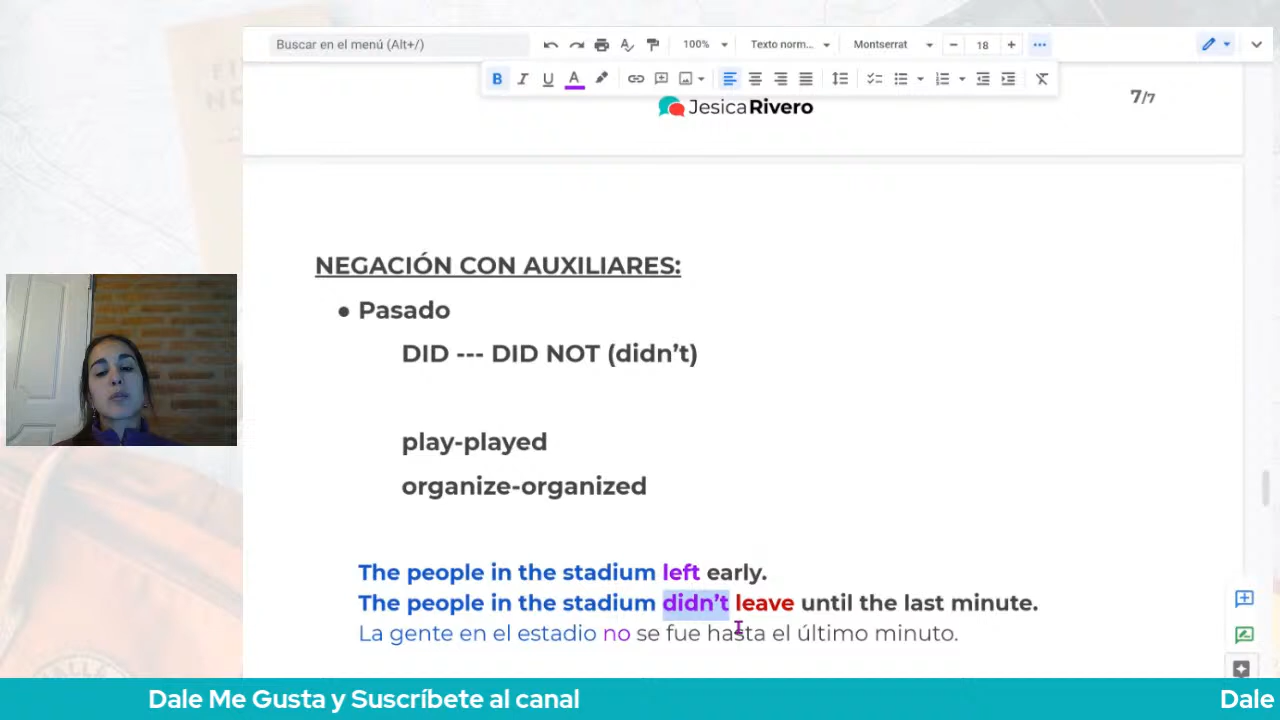 Buscar en el menú (Alt+/)
100%
Texto norm...
Montserrat
18
B I U A
Jesica Rivero
7/7
NEGACIÓN CON AUXILIARES:
● Pasado
DID --- DID NOT (didn’t)
play-played
organize-organized
The people in the stadium left early.
The people in the stadium didn’t leave until the last minute.
La gente en el estadio no se fue hasta el último minuto.
Dale Me Gusta y Suscríbete al canal
Dale